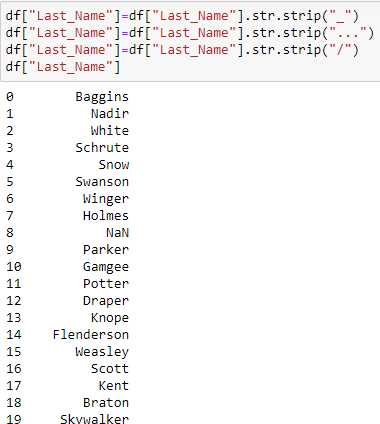 df["Last_Name"]=df["Last_Name"].str.strip("_")
df["Last_Name"]=df["Last_Name"].str.strip("...")
df["Last_Name"]=df["Last_Name"].str.strip("/")
df["Last_Name"]
0 Baggins
1 Nadir
2 White
3 Schrute
4 Snow
5 Swanson
6 Winger
7 Holmes
8 NaN
9 Parker
10 Gamgee
11 Potter
12 Draper
13 Knope
14 Flenderson
15 Weasley
16 Scott
17 Kent
18 Braton
19 Skywalker